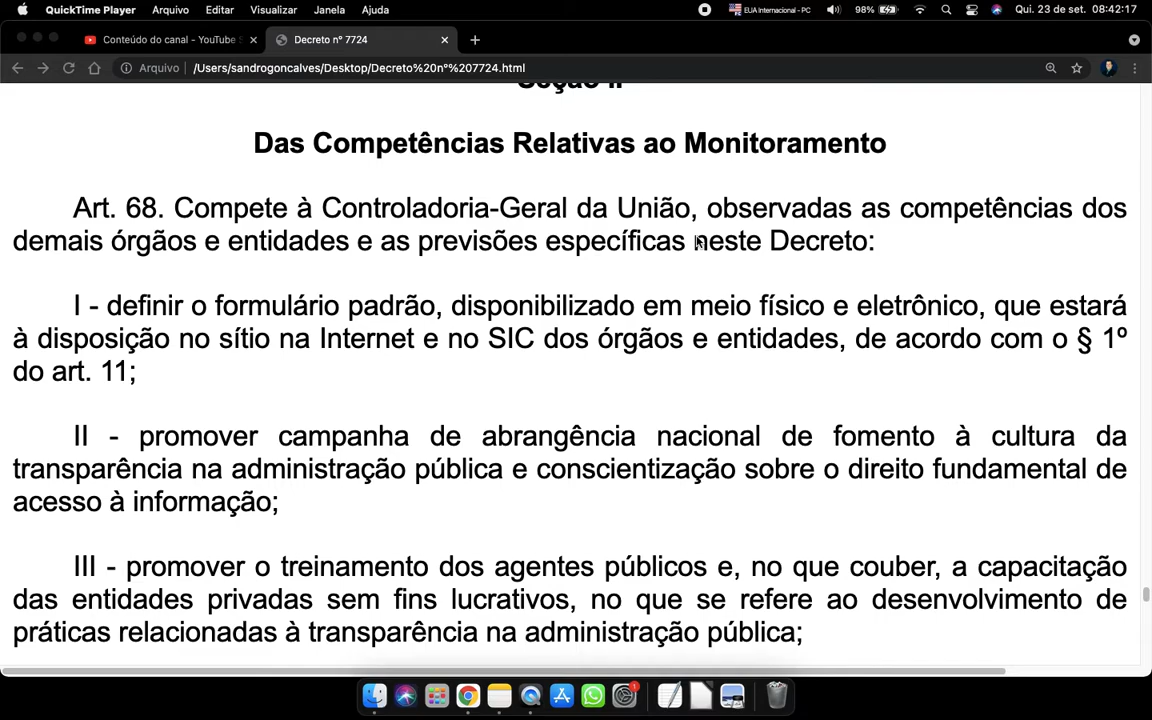 QuickTime Player Arquivo Editar Visualizar Janela Ajuda EUA Internacional - PC 98% Qui. 23 de set. 08:42:17
Conteúdo do canal - YouTube Decreto nº 7724
Arquivo /Users/sandrogoncalves/Desktop/Decreto%20nº%207724.html
Seção II
Das Competências Relativas ao Monitoramento
Art. 68. Compete à Controladoria-Geral da União, observadas as competências dos
demais órgãos e entidades e as previsões específicas neste Decreto:
I - definir o formulário padrão, disponibilizado em meio físico e eletrônico, que estará
à disposição no sítio na Internet e no SIC dos órgãos e entidades, de acordo com o § 1º
do art. 11;
II - promover campanha de abrangência nacional de fomento à cultura da
transparência na administração pública e conscientização sobre o direito fundamental de
acesso à informação;
III - promover o treinamento dos agentes públicos e, no que couber, a capacitação
das entidades privadas sem fins lucrativos, no que se refere ao desenvolvimento de
práticas relacionadas à transparência na administração pública;
1